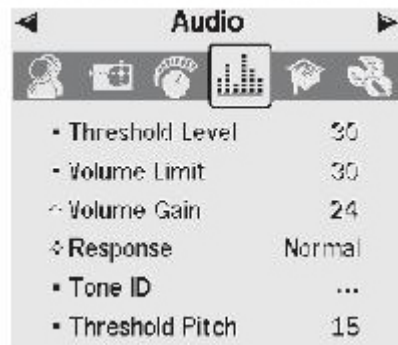 Audio
Threshold Level 30
Volume Limit 30
Volume Gain 24
Response Normal
Tone ID ...
Threshold Pitch 15